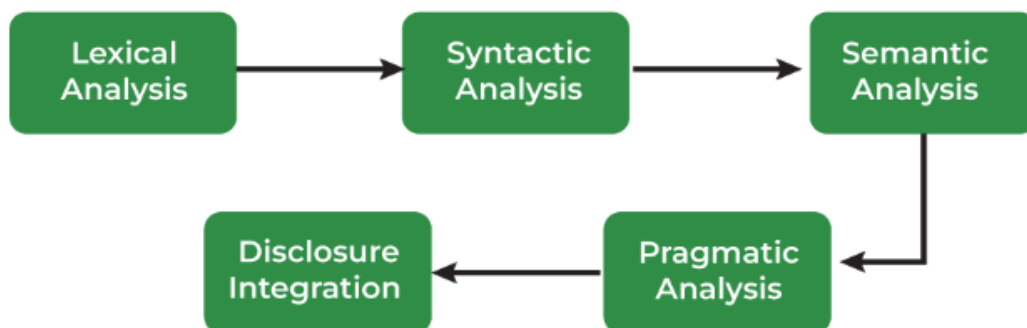 Lexical
Analysis
Syntactic
Analysis
Semantic
Analysis
Pragmatic
Analysis
Disclosure
Integration